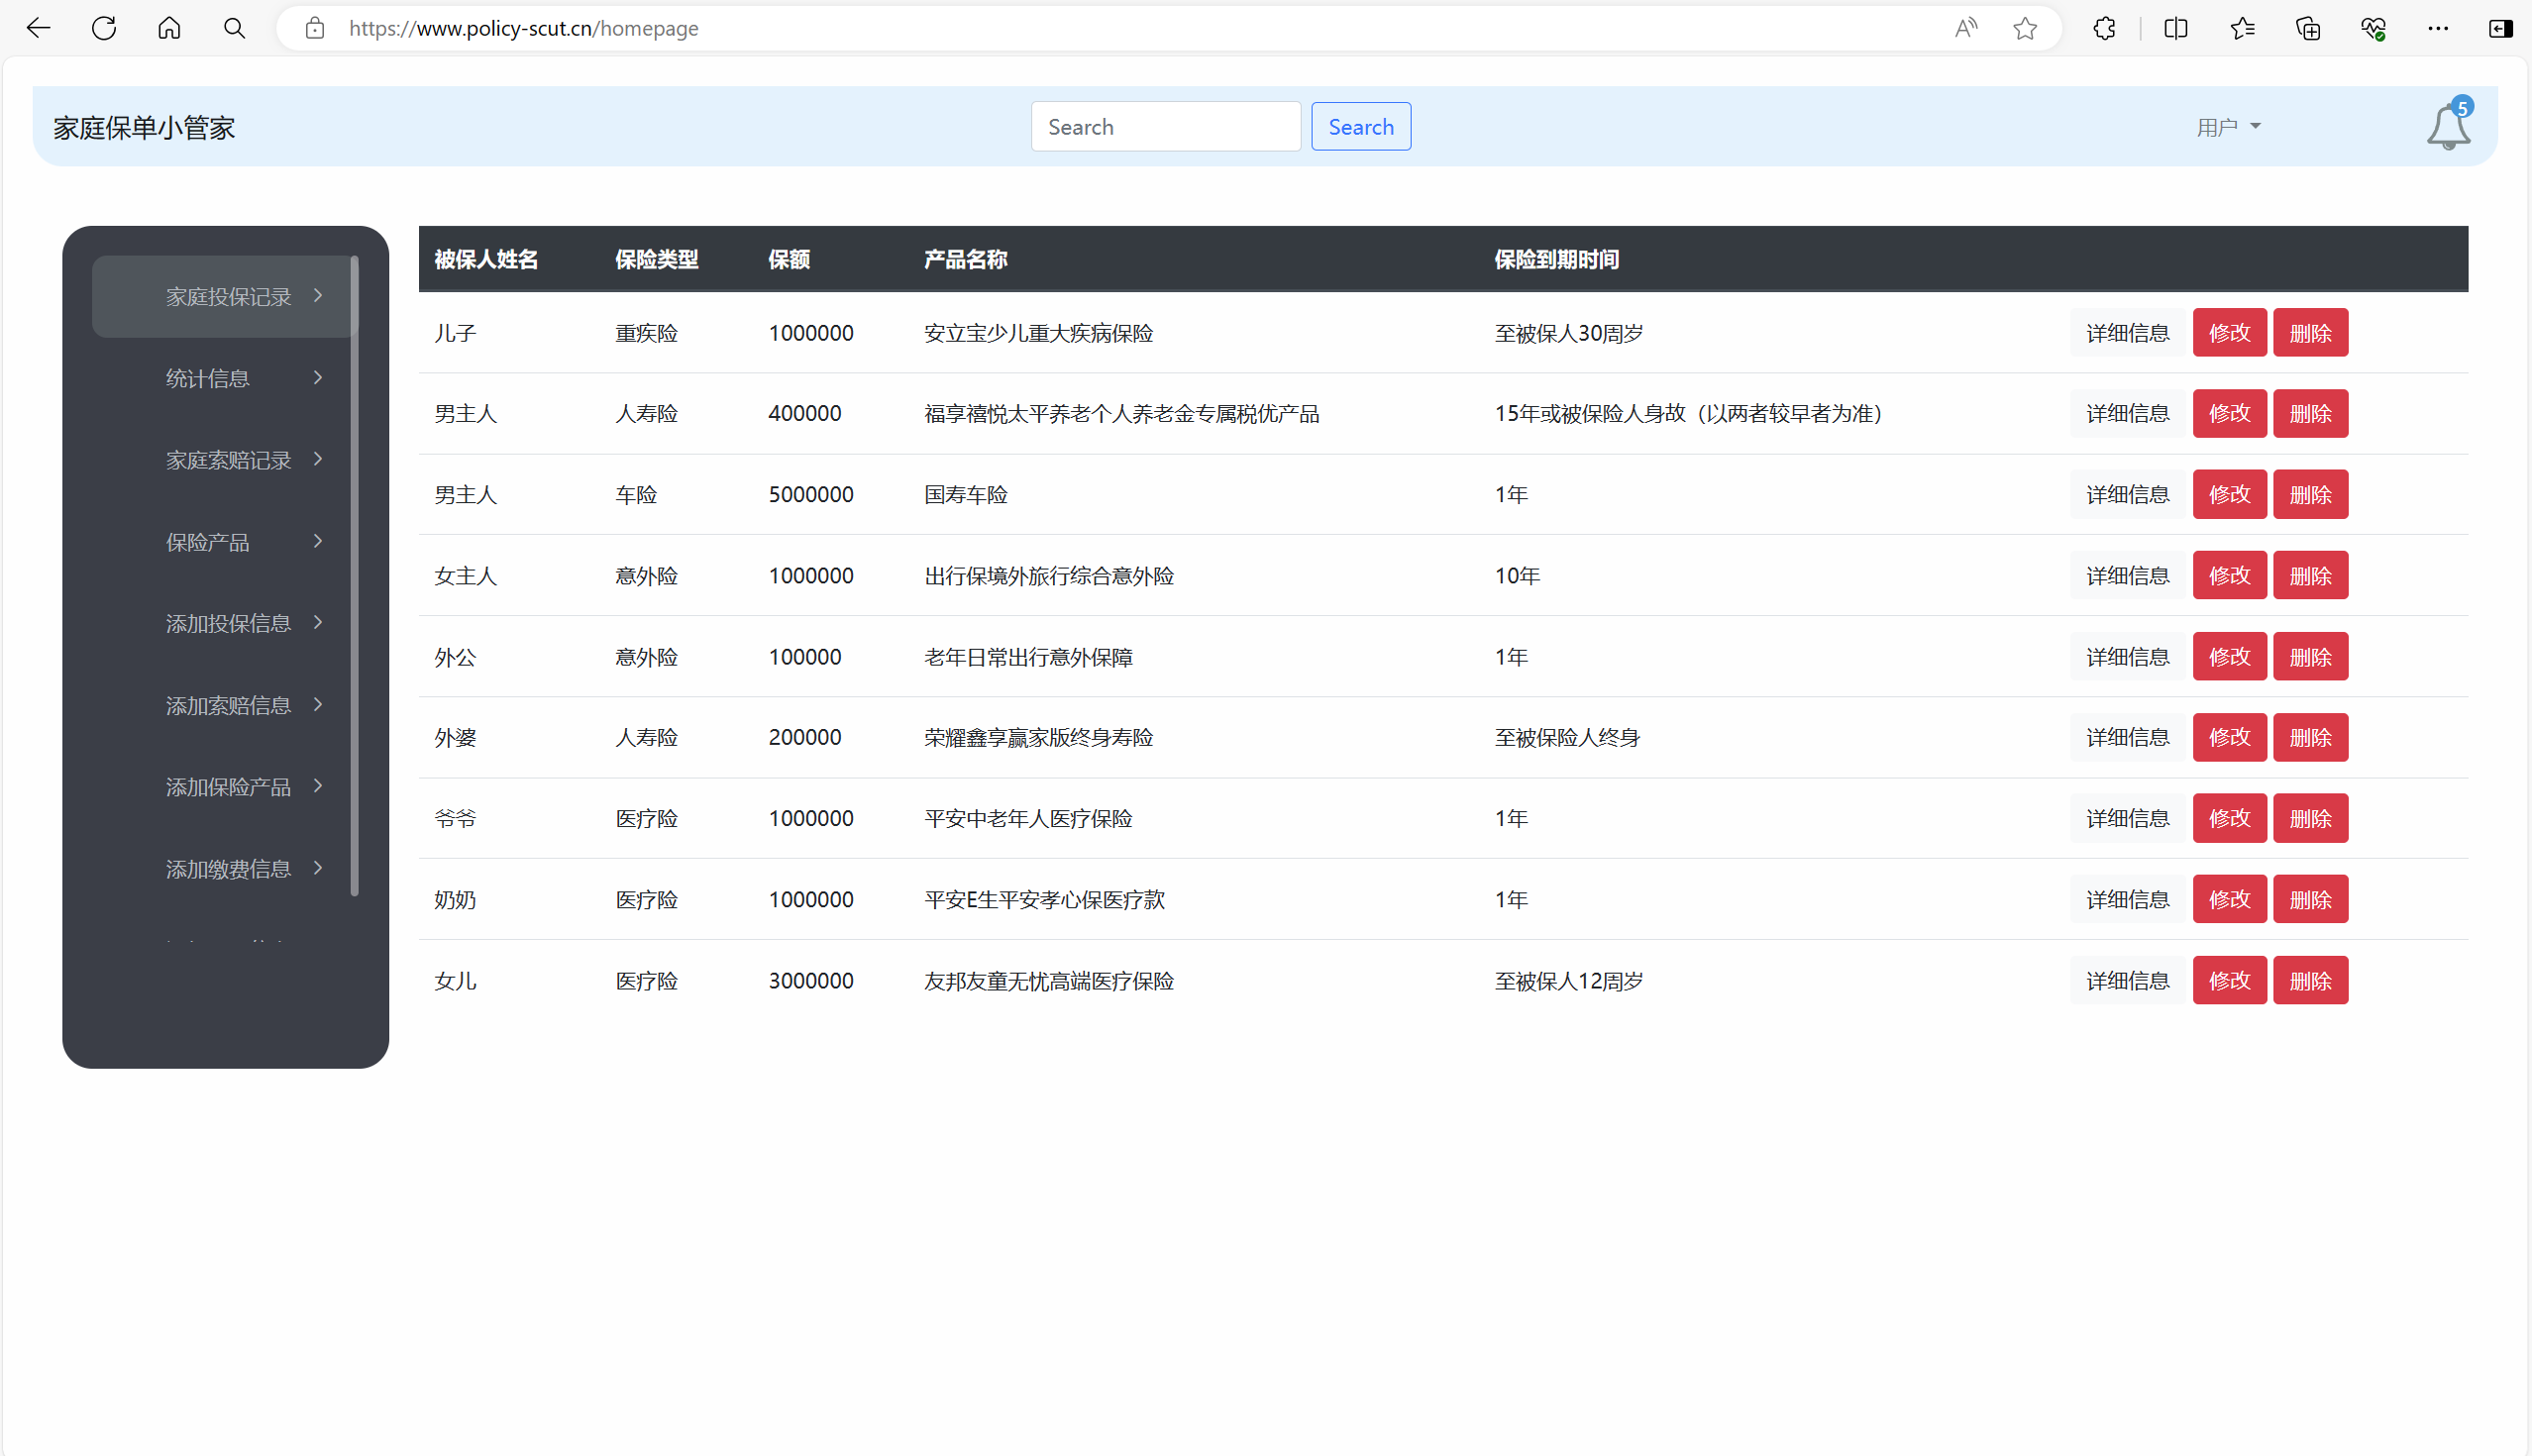 https://www.policy-scut.cn/homepage
家庭保单小管家
Search
Search
用户
5
家庭投保记录
统计信息
家庭索赔记录
保险产品
添加投保信息
添加索赔信息
添加保险产品
添加缴费信息
被保人姓名 保险类型 保额 产品名称 保险到期时间
儿子 重疾险 1000000 安立宝少儿重大疾病保险 至被保人30周岁 详细信息 修改 删除
男主人 人寿险 400000 福享禧悦太平养老个人养老金专属税优产品 15年或被保险人身故（以两者较早者为准） 详细信息 修改 删除
男主人 车险 5000000 国寿车险 1年 详细信息 修改 删除
女主人 意外险 1000000 出行保境外旅行综合意外险 10年 详细信息 修改 删除
外公 意外险 100000 老年日常出行意外保障 1年 详细信息 修改 删除
外婆 人寿险 200000 荣耀鑫享赢家版终身寿险 至被保险人终身 详细信息 修改 删除
爷爷 医疗险 1000000 平安中老年人医疗保险 1年 详细信息 修改 删除
奶奶 医疗险 1000000 平安E生平安孝心保医疗款 1年 详细信息 修改 删除
女儿 医疗险 3000000 友邦友童无忧高端医疗保险 至被保人12周岁 详细信息 修改 删除